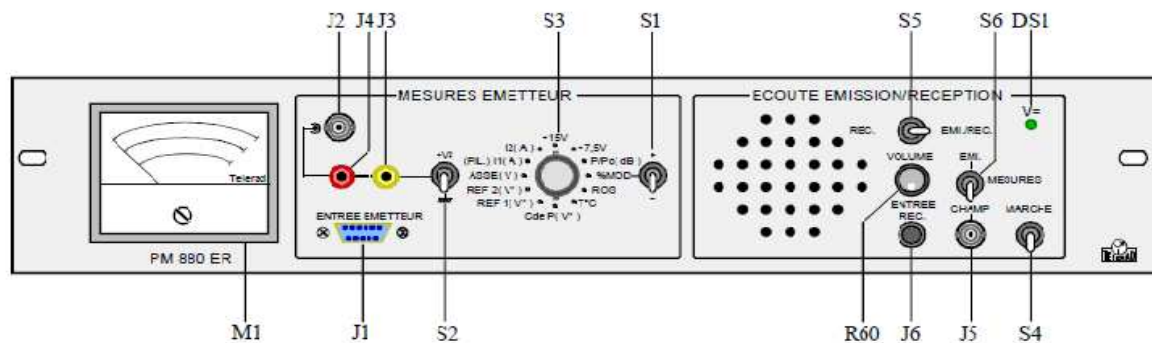 J2 J4 J3 S3 S1 S5 S6 DS1
MESURES EMETTEUR
ECOUTE EMISSION/RECEPTION
V=
+15V
I2( A ) +7,5V
REC. EMI./REC.
(FIL.) I1( A ) P/Po( dB )
+V
VOLUME EMI.
ASSE( V ) %MOD
+
MESURES
Telerad
REF 2( V* ) ROS
REF 1( V* ) T°C
-
ENTREE
REC.
CHAMP
MARCHE
Cde P( V* )
ENTREE EMETTEUR
PM 880 ER
M1 J1 S2 R60 J6 J5 S4